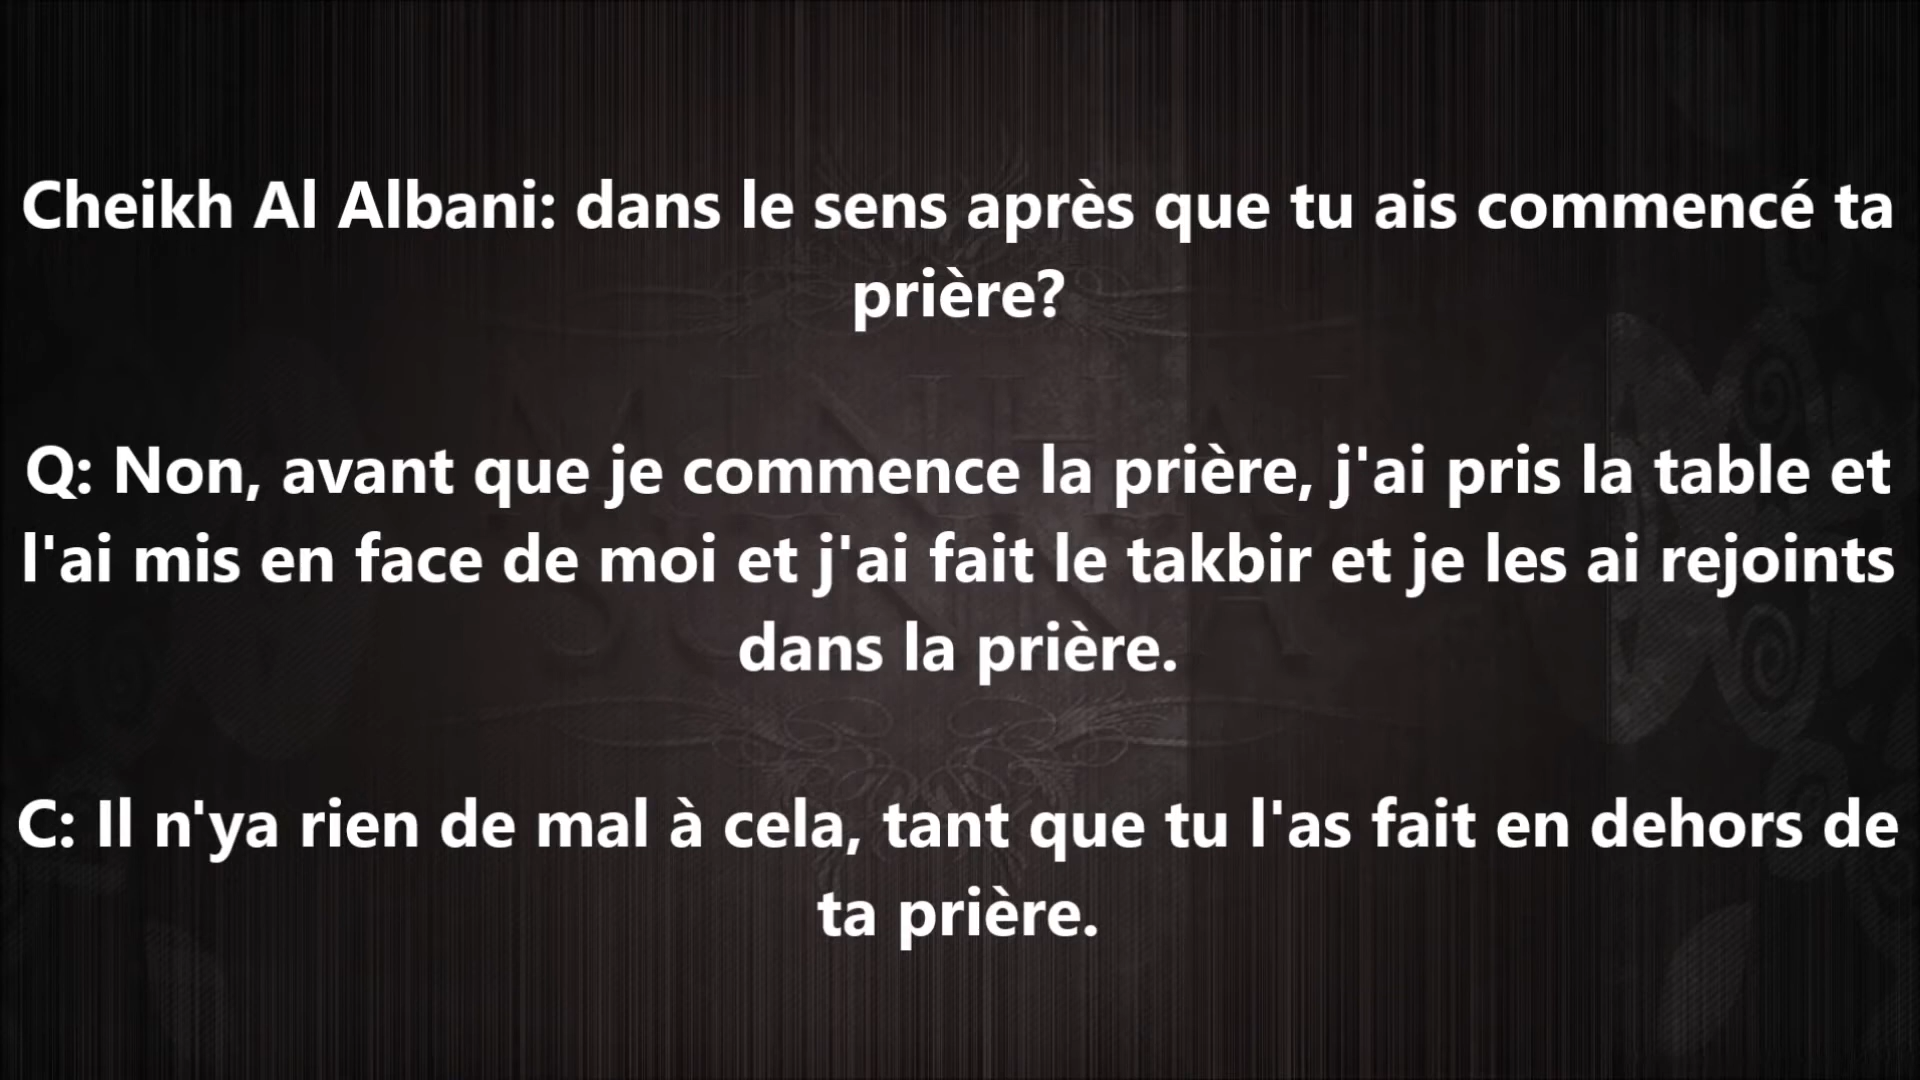 Cheikh Al Albani: dans le sens après que tu ais commencé ta
prière?
Q: Non, avant que je commence la prière, j'ai pris la table et
l'ai mis en face de moi et j'ai fait le takbir et je les ai rejoints
dans la prière.
C: Il n'ya rien de mal à cela, tant que tu l'as fait en dehors de
ta prière.